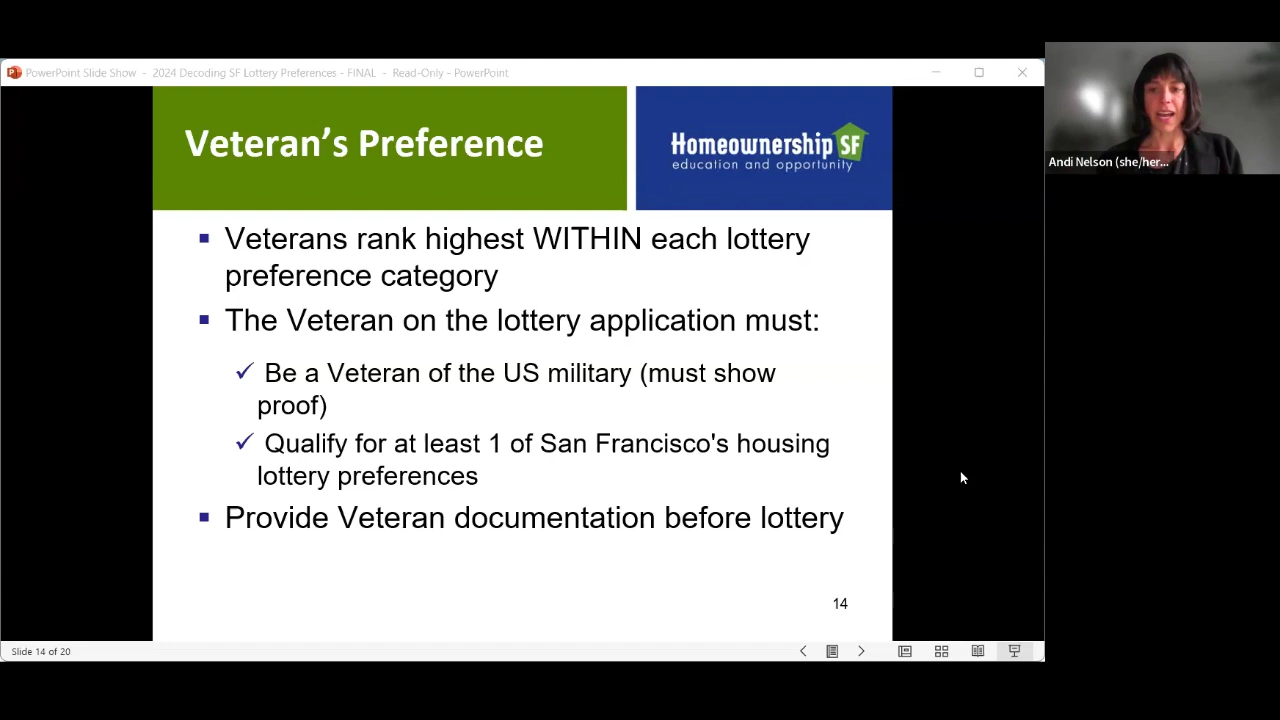 PowerPoint Slide Show - 2024 Decoding SF Lottery Preferences - FINAL - Read-Only - PowerPoint
Veteran’s Preference
Homeownership SF
education and opportunity
Veterans rank highest WITHIN each lottery
preference category
The Veteran on the lottery application must:
Be a Veteran of the US military (must show
proof)
Qualify for at least 1 of San Francisco's housing
lottery preferences
Provide Veteran documentation before lottery
14
Slide 14 of 20
Andi Nelson (she/her...